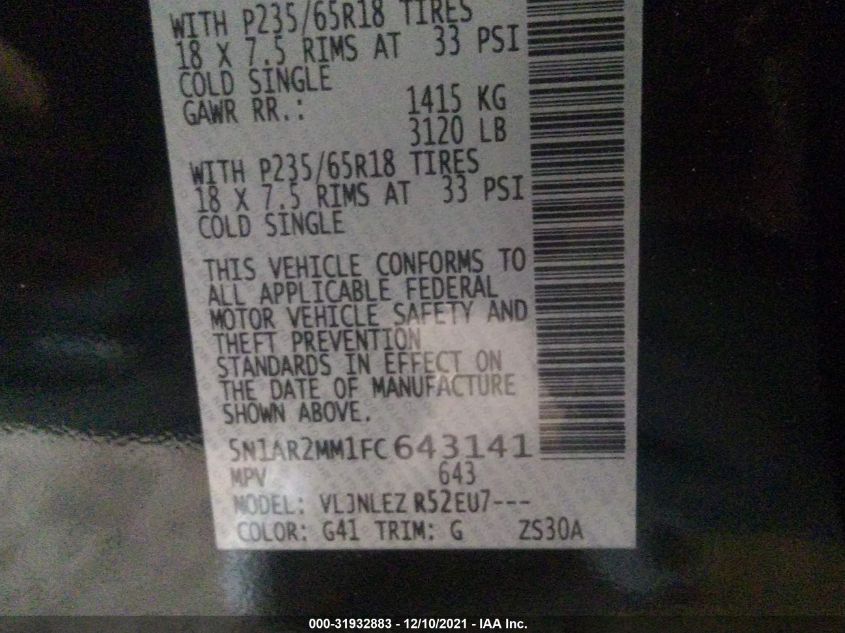 WITH P235/65R18 TIRES
18 X 7.5 RIMS AT 33 PSI
COLD SINGLE
GAWR RR.: 1415 KG
3120 LB
WITH P235/65R18 TIRES
18 X 7.5 RIMS AT 33 PSI
COLD SINGLE
THIS VEHICLE CONFORMS TO
ALL APPLICABLE FEDERAL
MOTOR VEHICLE SAFETY AND
THEFT PREVENTION
STANDARDS IN EFFECT ON
THE DATE OF MANUFACTURE
SHOWN ABOVE.
5N1AR2MM1FC643141
MPV 643
MODEL: VLJNLEZ R52EU7---
COLOR: G41 TRIM: G ZS30A
000-31932883 - 12/10/2021 - IAA Inc.